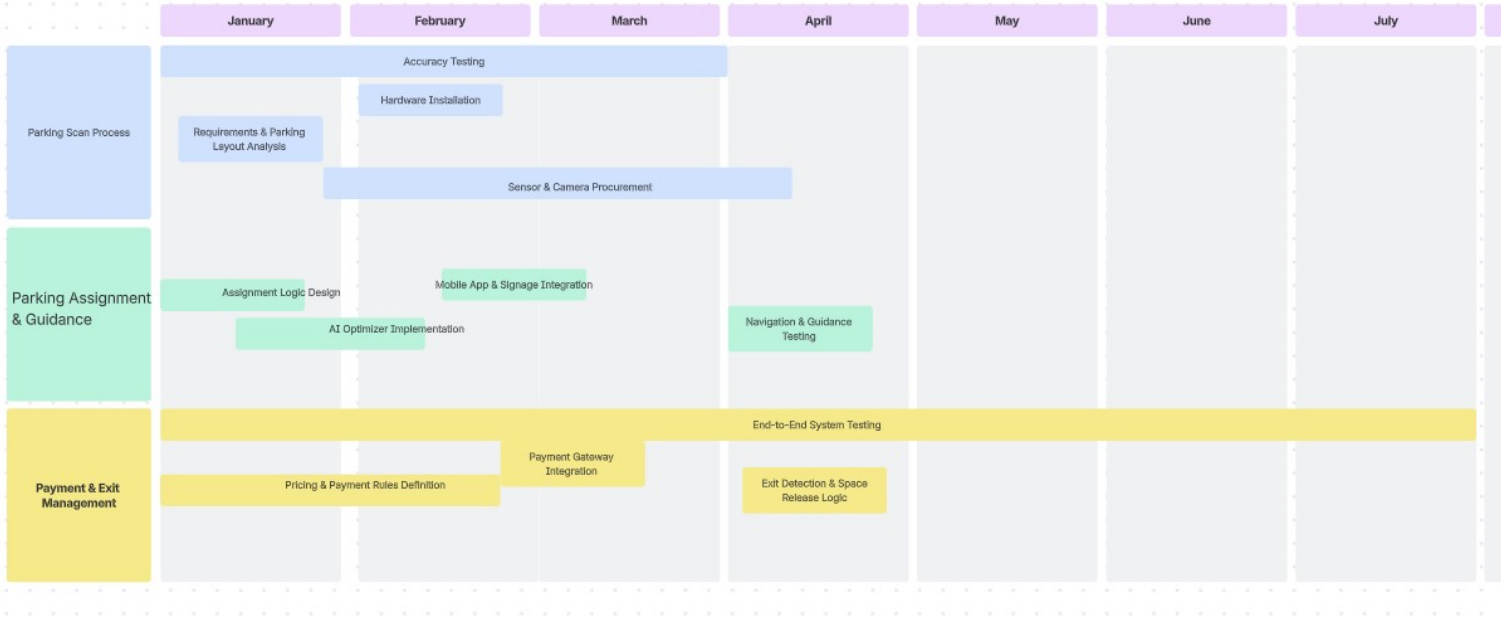 January
February
March
April
May
June
July
Accuracy Testing
Hardware Installation
Parking Scan Process
Requirements & Parking
Layout Analysis
Sensor & Camera Procurement
Parking Assignment
& Guidance
Assignment Logic Design
Mobile App & Signage Integration
AI Optimizer Implementation
Navigation & Guidance
Testing
End-to-End System Testing
Payment & Exit
Management
Payment Gateway
Integration
Pricing & Payment Rules Definition
Exit Detection & Space
Release Logic